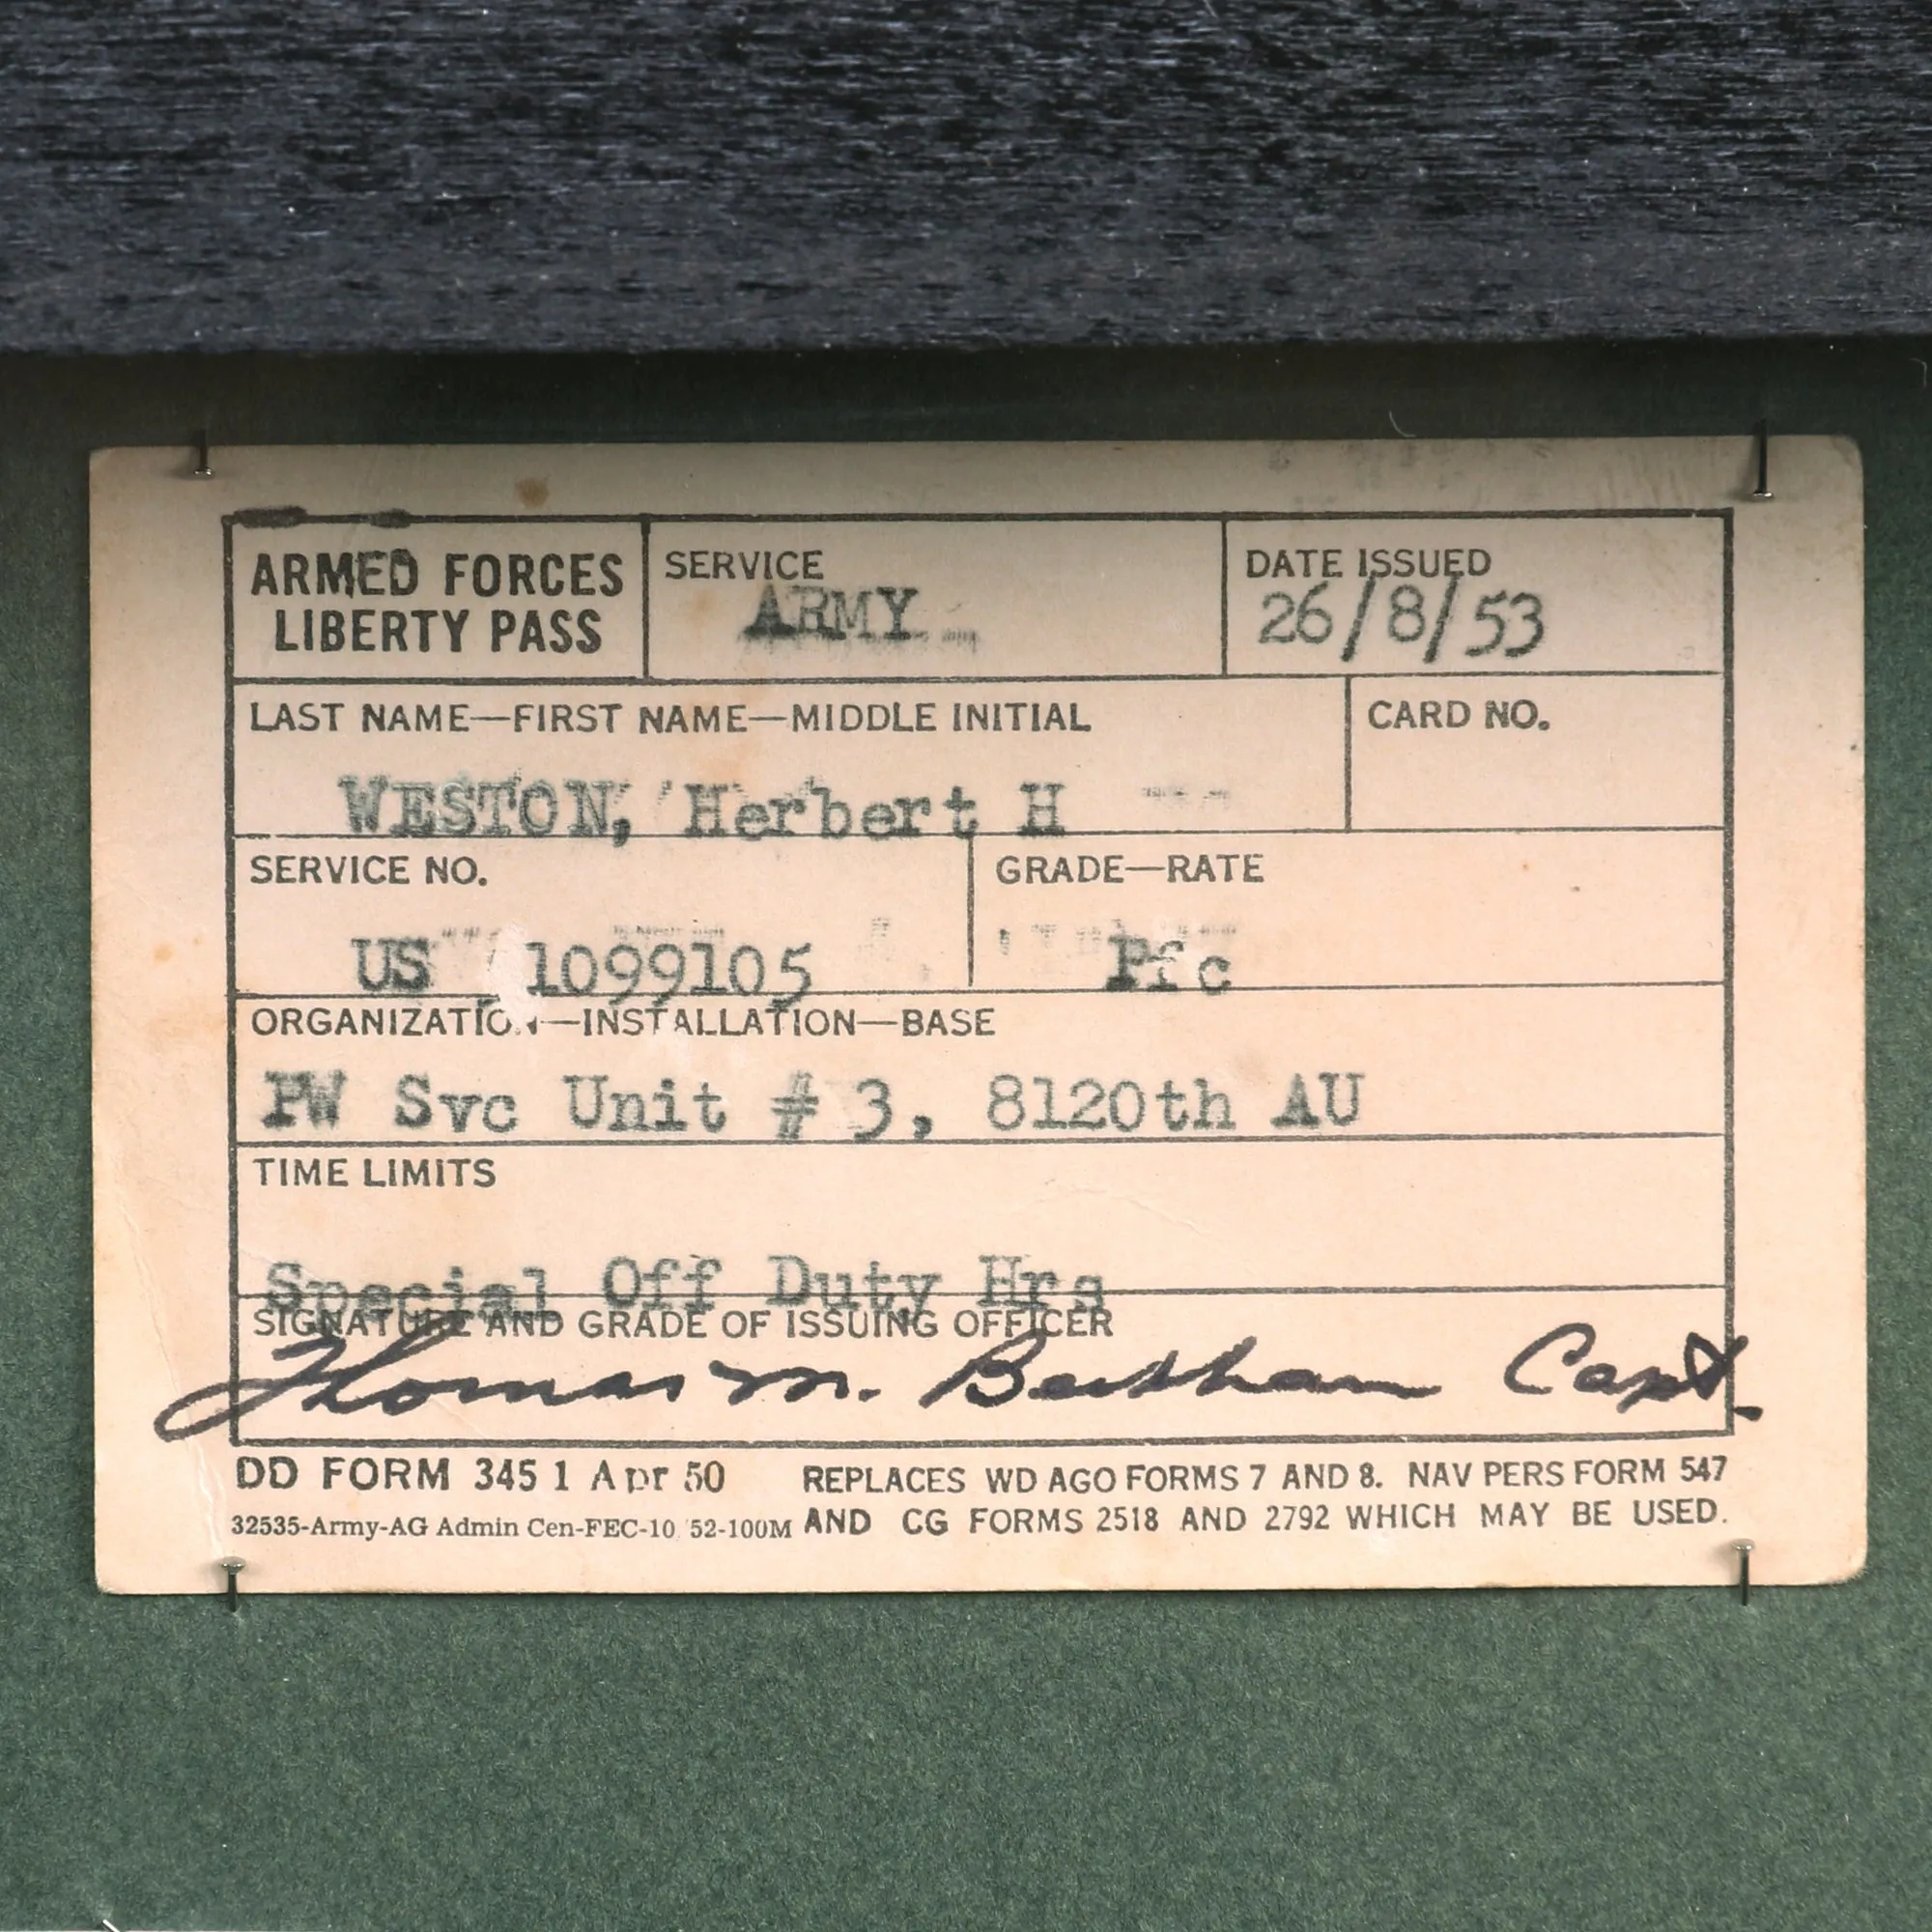 ARMED FORCES
LIBERTY PASS
SERVICE
ARMY
DATE ISSUED
26/8/53
LAST NAME—FIRST NAME—MIDDLE INITIAL
WESTON, Herbert H
CARD NO.
SERVICE NO.
US 1099105
GRADE—RATE
Pfc
ORGANIZATION—INSTALLATION—BASE
PW Svc Unit # 3, 8120th AU
TIME LIMITS
Special Off Duty Hrs
SIGNATURE AND GRADE OF ISSUING OFFICER
Thomas M. Capt.
DD FORM 345 1 Apr 50
32535-Army-AG Admin Cen-FEC-10 52-100M
REPLACES WD AGO FORMS 7 AND 8. NAV PERS FORM 547
AND CG FORMS 2518 AND 2792 WHICH MAY BE USED.